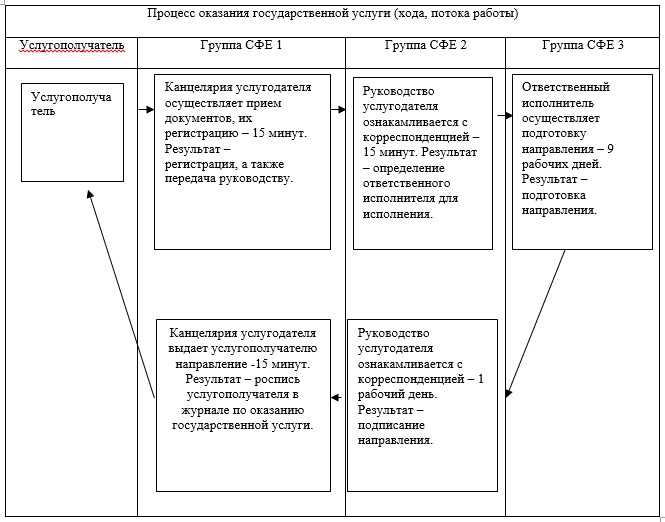 Процесс оказания государственной услуги (хода, потока работы)
Услугополучатель
Группа СФЕ 1
Группа СФЕ 2
Группа СФЕ 3
Услугополуча
тель
Канцелярия услугодателя
осуществляет прием
документов, их
регистрацию – 15 минут.
Результат –
регистрация, а также
передача руководству.
Руководство
услугодателя
ознакамливается с
корреспонденцией –
15 минут. Результат
– определение
ответственного
исполнителя для
исполнения.
Ответственный
исполнитель
осуществляет
подготовку
направления – 9
рабочих дней.
Результат –
подготовка
направления.
Канцелярия услугодателя
выдает услугополучателю
направление -15 минут.
Результат – роспись
услугополучателя в
журнале по оказанию
государственной услуги.
Руководство
услугодателя
ознакамливается с
корреспонденцией – 1
рабочий день.
Результат –
подписание
направления.